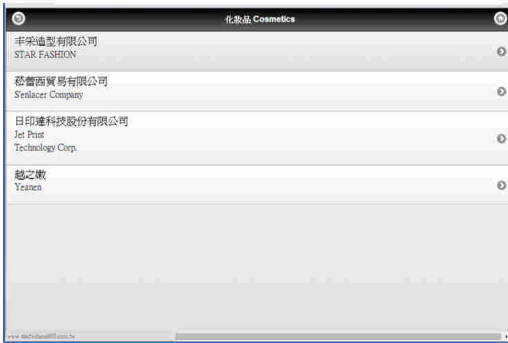 化妝品 Cosmetics
丰采造型有限公司
STAR FASHION
菘蕾西貿易有限公司
S'enlacer Company
日印達科技股份有限公司
Jet Print
Technology Corp.
越之嫩
Yeanen